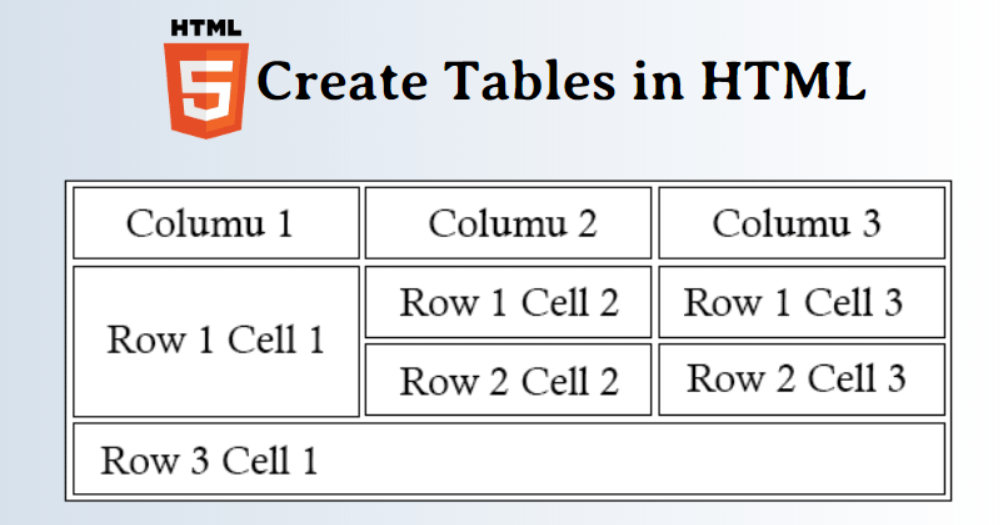 HTML
5 Create Tables in HTML
Columu 1 Columu 2 Columu 3
Row 1 Cell 1 Row 1 Cell 2 Row 1 Cell 3
Row 2 Cell 2 Row 2 Cell 3
Row 3 Cell 1